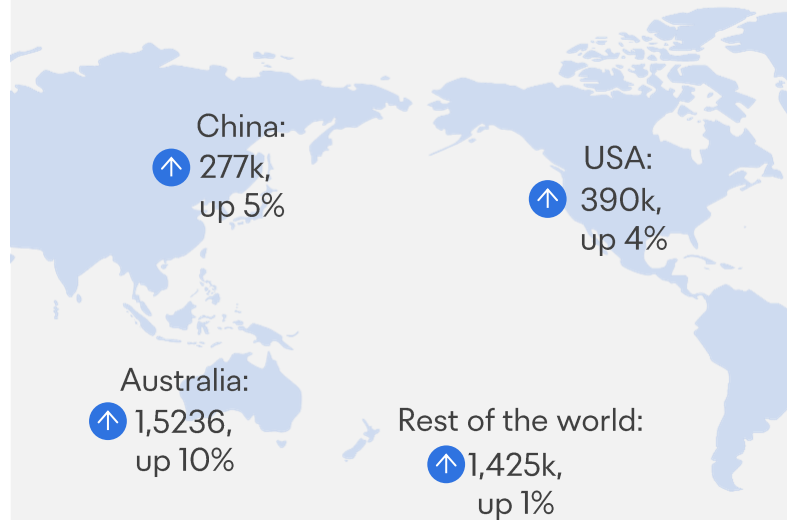 China:
277k,
up 5%
USA:
390k,
up 4%
Australia:
1,5236,
up 10%
Rest of the world:
1,425k,
up 1%